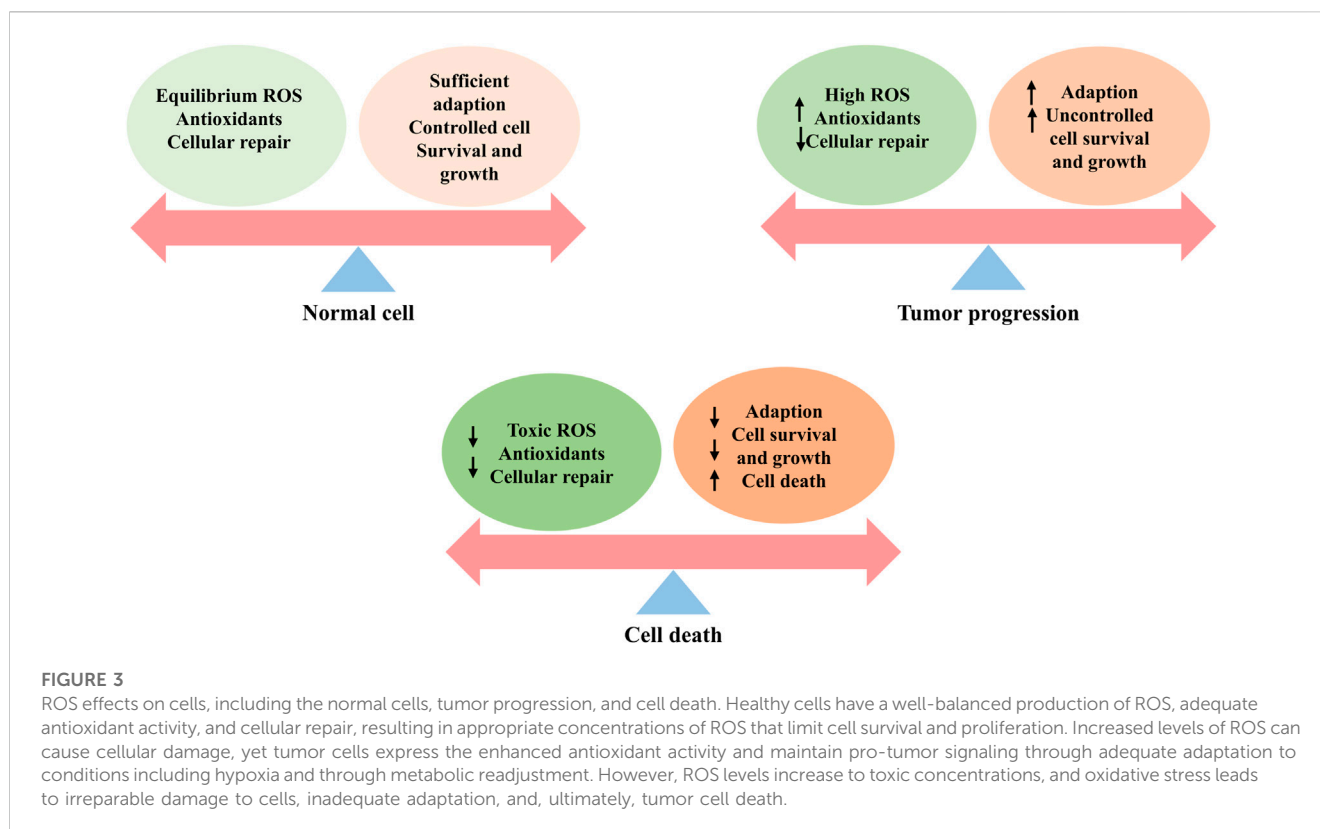 Equilibrium ROS
Antioxidants
Cellular repair
Sufficient
adaption
Controlled cell
Survival and
growth
Normal cell
↑ High ROS
Antioxidants
↓ Cellular repair
↑ Adaption
↑ Uncontrolled
cell survival
and growth
Tumor progression
↓ Toxic ROS
Antioxidants
↓ Cellular repair
↓ Adaption
Cell survival
↓ and growth
↑ Cell death
Cell death
FIGURE 3
ROS effects on cells, including the normal cells, tumor progression, and cell death. Healthy cells have a well-balanced production of ROS, adequate
antioxidant activity, and cellular repair, resulting in appropriate concentrations of ROS that limit cell survival and proliferation. Increased levels of ROS can
cause cellular damage, yet tumor cells express the enhanced antioxidant activity and maintain pro-tumor signaling through adequate adaptation to
conditions including hypoxia and through metabolic readjustment. However, ROS levels increase to toxic concentrations, and oxidative stress leads
to irreparable damage to cells, inadequate adaptation, and, ultimately, tumor cell death.